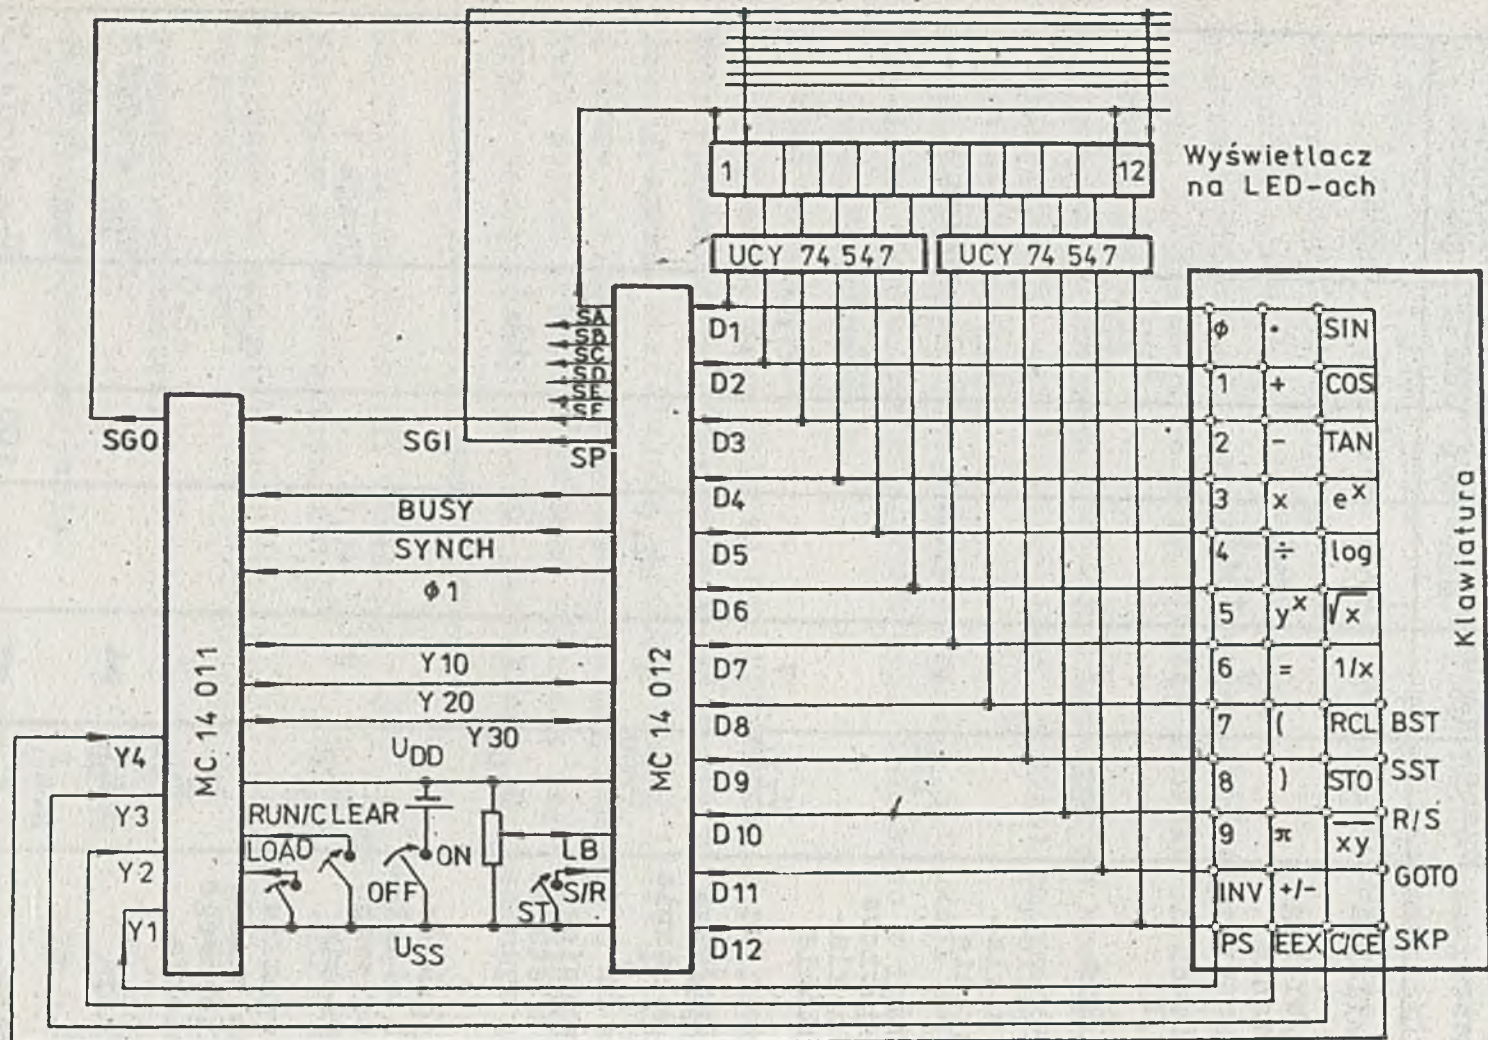 1 12
Wyświetlacz
na LED-ach
UCY 74 547 UCY 74 547
SA
SB
SC
SD
SE
SF
SGO SGI SP
BUSY
SYNCH
ϕ1
Y10
Y20
Y30
MC 14 011
MC 14 012
Y4
Y3
Y2
Y1
UDD
RUN/CLEAR
LOAD
OFF
ON
LB
S/R
ST
USS
D1
D2
D3
D4
D5
D6
D7
D8
D9
D10
D11
D12
ϕ · SIN
1 + COS
2 - TAN
3 x eˣ
4 ÷ log
5 yˣ √x
6 = 1/x
7 ( RCL BST
8 ) STO SST
9 π xy R/S
INV +/- GOTO
PS EEX C/CE SKP
Klawiatura